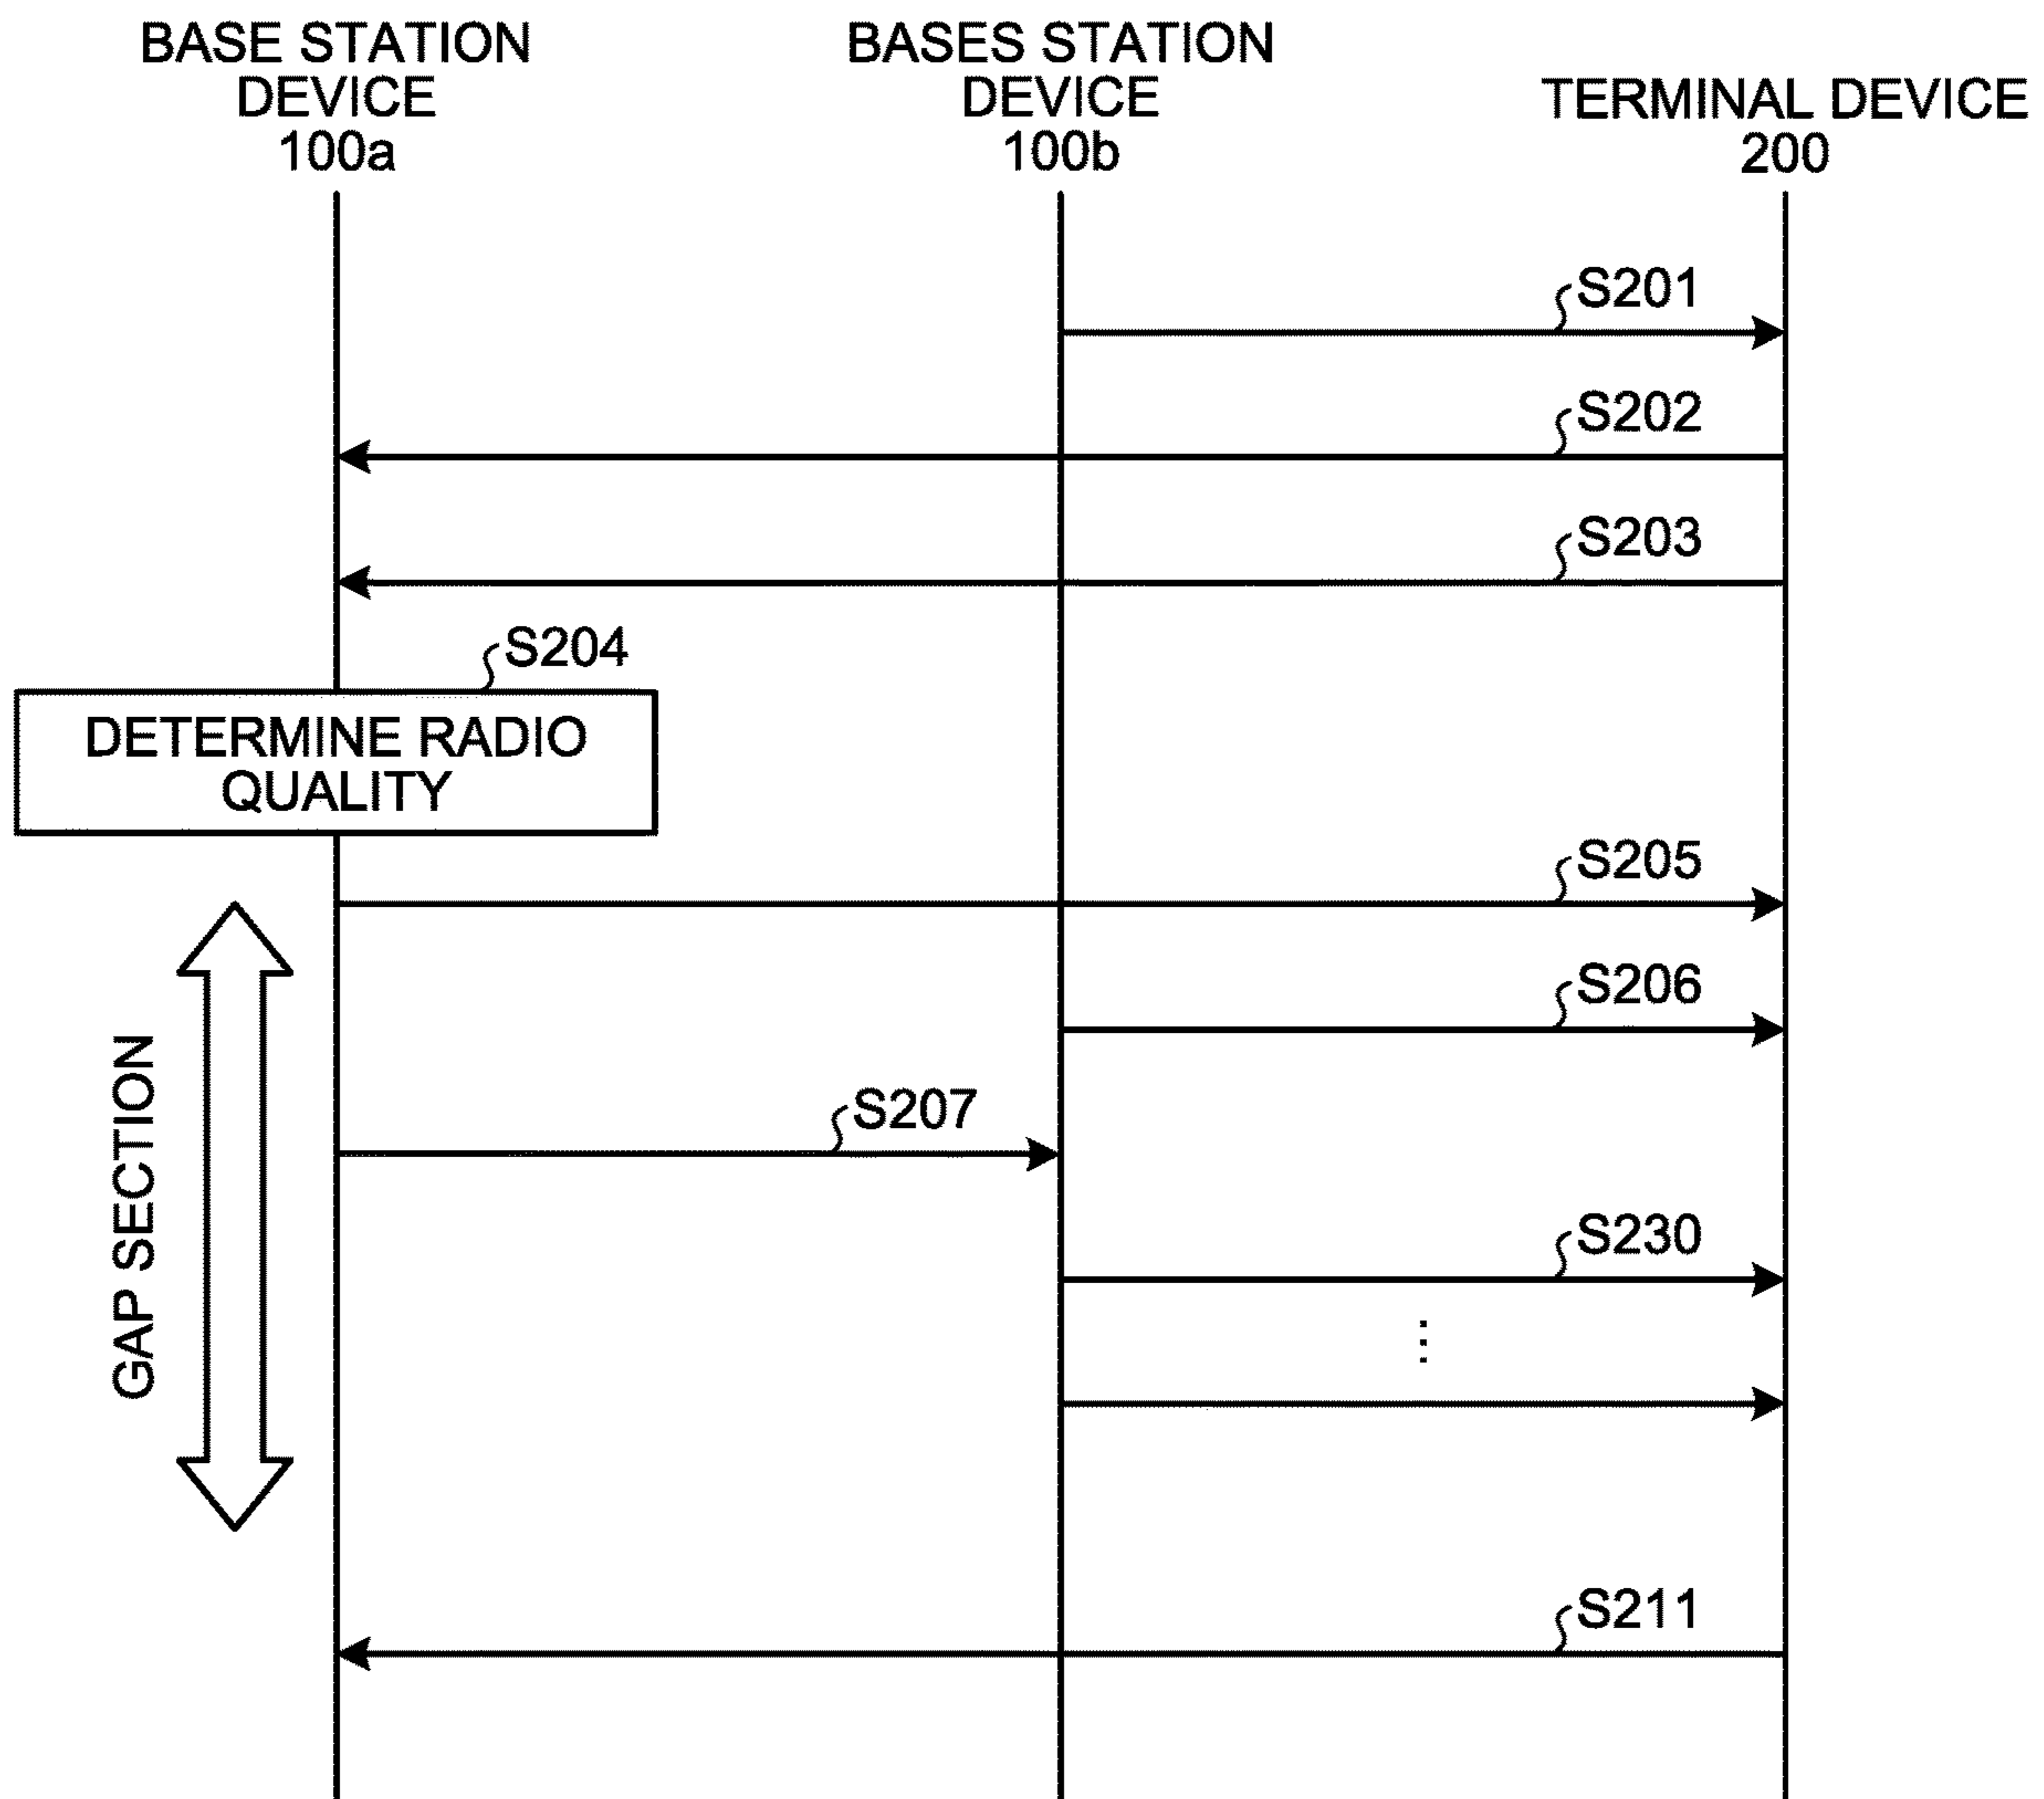 BASE STATION
DEVICE
100a
BASES STATION
DEVICE
100b
TERMINAL DEVICE
200
S201
S202
S203
S204
DETERMINE RADIO
QUALITY
S205
S206
S207
GAP SECTION
S230
⋮
S211